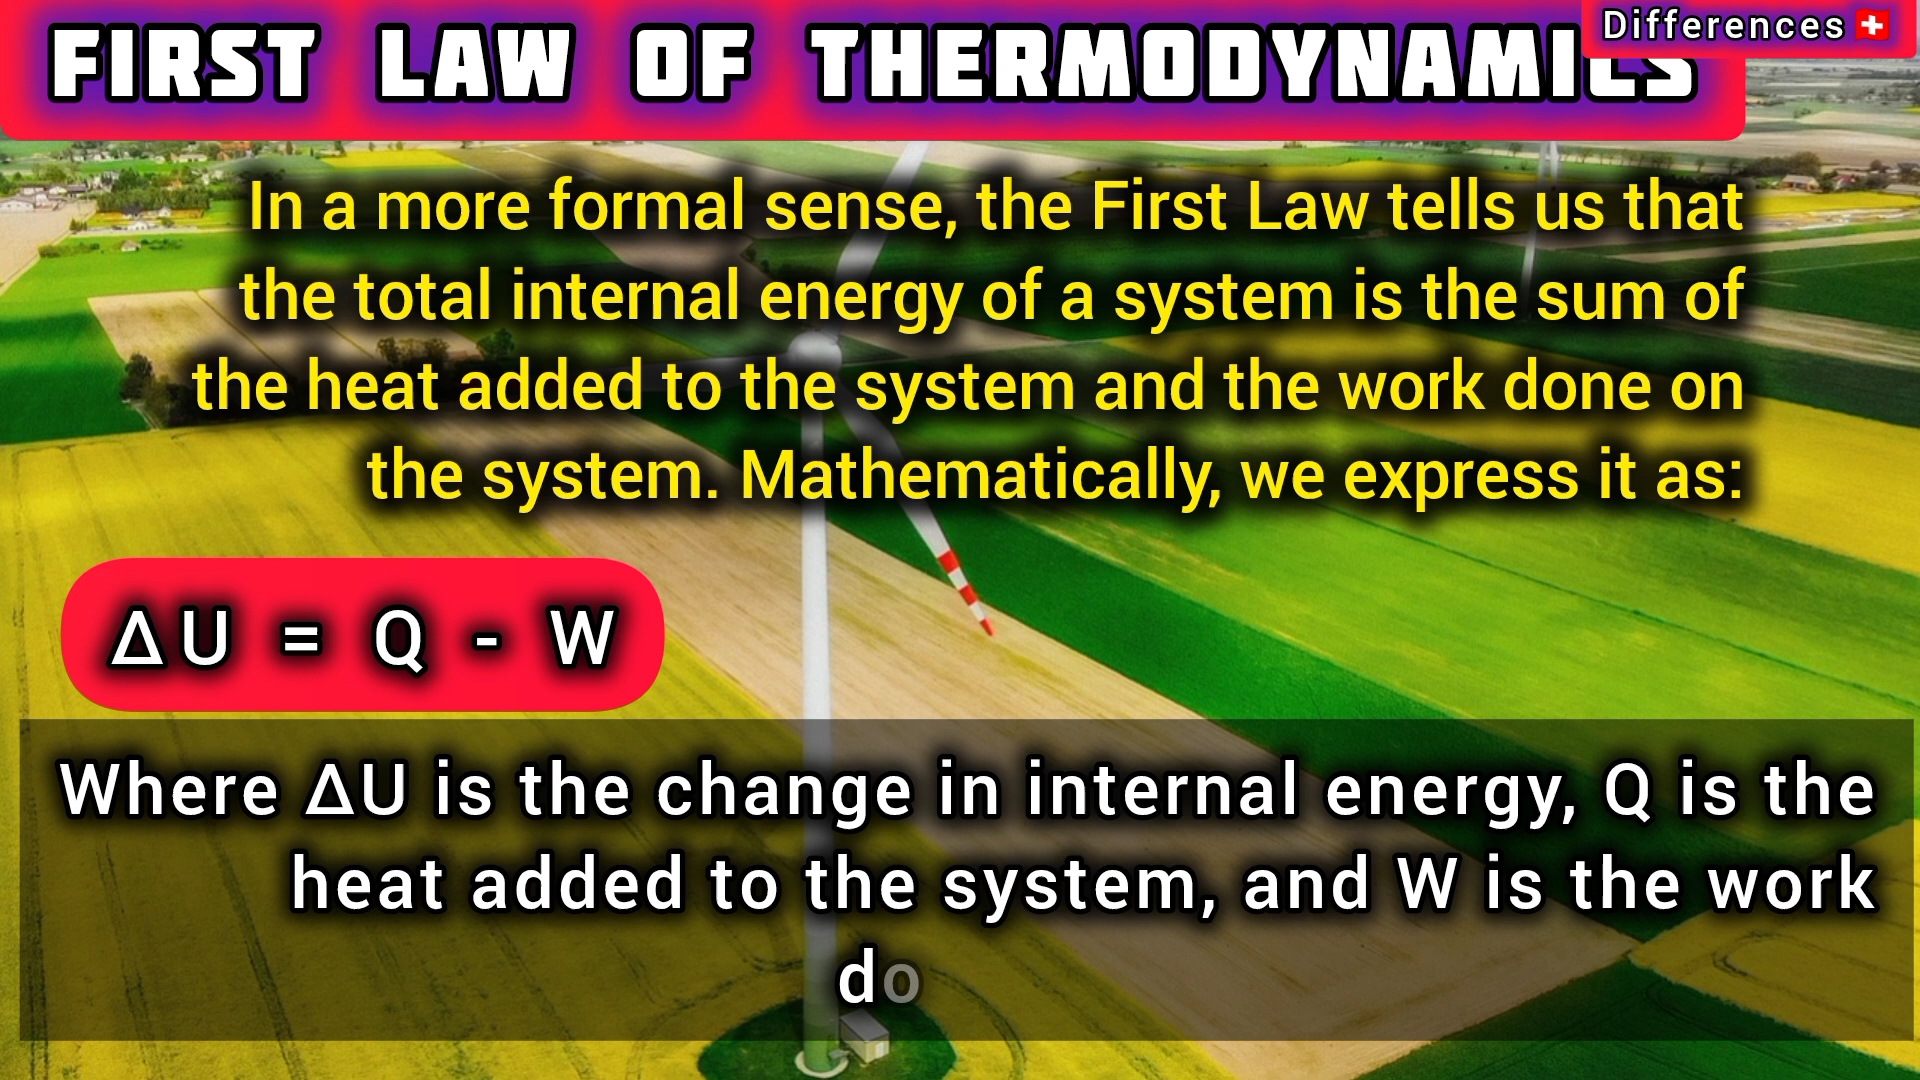 FIRST LAW OF THERMODYNAMICS
Differences
In a more formal sense, the First Law tells us that
the total internal energy of a system is the sum of
the heat added to the system and the work done on
the system. Mathematically, we express it as:
ΔU = Q - W
Where ΔU is the change in internal energy, Q is the
heat added to the system, and W is the work
do